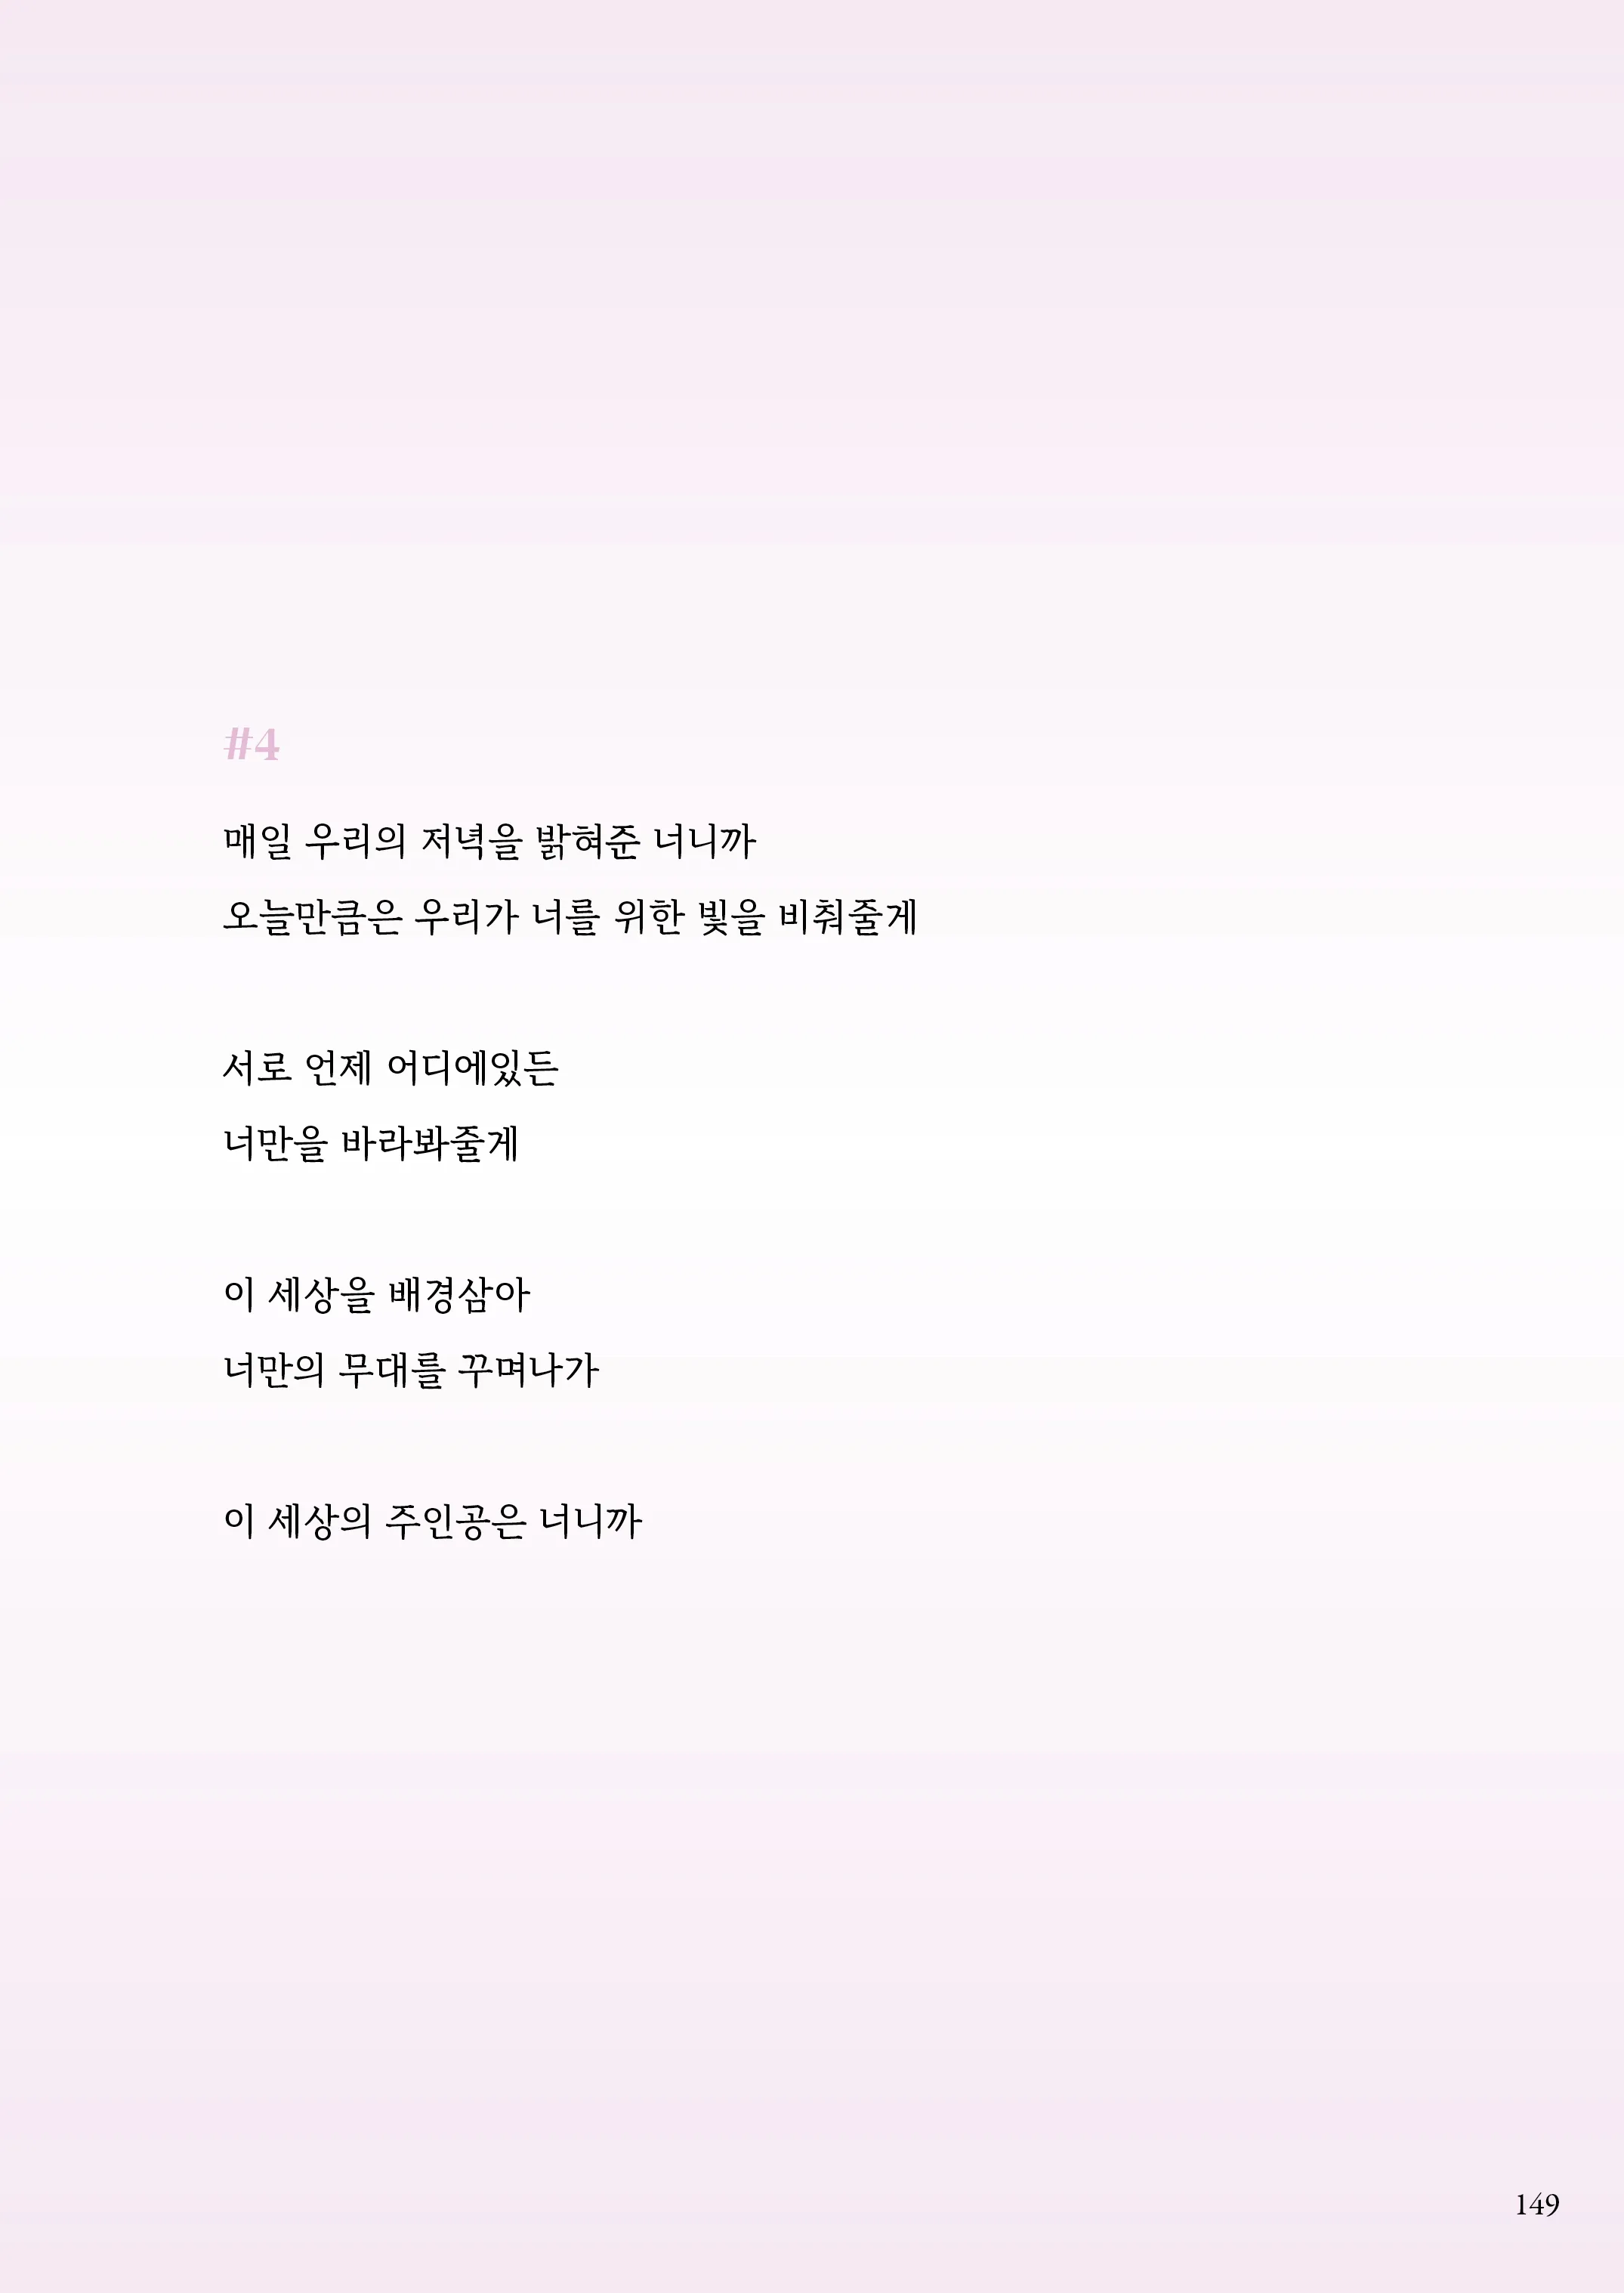 #4
매일 우리의 저녁을 밝혀준 너니까
오늘만큼은 우리가 너를 위한 빛을 비춰줄게
서로 언제 어디에있든
너만을 바라봐줄게
이 세상을 배경삼아
너만의 무대를 꾸며나가
이 세상의 주인공은 너니까
149